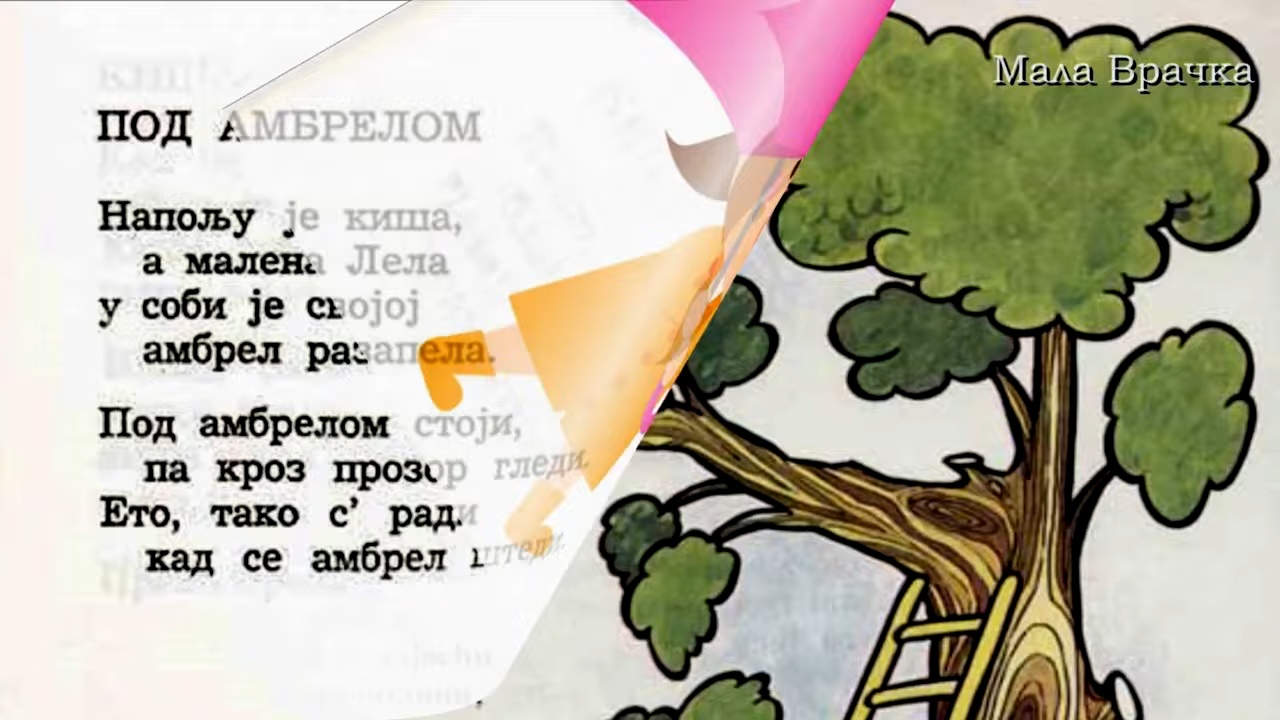 Мала Врачка
ПОД АМБРЕЛОМ
Напољу је киша,
а малена Лела
у соби је својој
амбрел разапела.
Под амбрелом стоји,
па кроз прозор гледи.
Ето, тако с’ ради
кад се амбрел штеди.